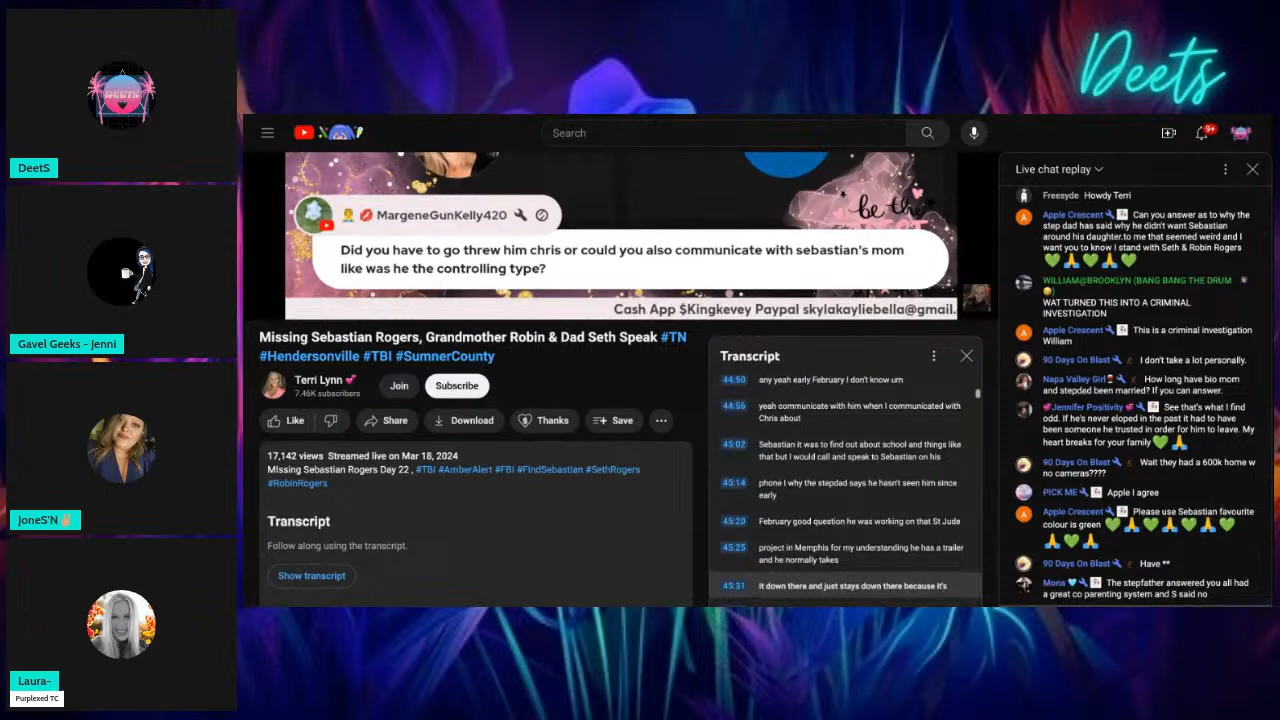 DEETS
DeetS
Gavel Geeks - Jenni
JoneS'N✌🏼
Laura-
Purplexed TC
Deets
Search
9+
MargeneGunKelly420
Did you have to go threw him chris or could you also communicate with sebastian's mom
like was he the controlling type?
be the
Cash App $Kingkevey Paypal skylakayliebella@gmail.
Missing Sebastian Rogers, Grandmother Robin & Dad Seth Speak #TN
#Hendersonville #TBI #SumnerCounty
Terri Lynn 💕
7.46K subscribers
Join
Subscribe
Like
Share
Download
Thanks
Save
17,142 views Streamed live on Mar 18, 2024
Missing Sebastian Rogers Day 22 , #TBI #AmberAlert #FBI #FindSebastian #SethRogers
#RobinRogers
Transcript
Follow along using the transcript.
Show transcript
Transcript
44:50 any yeah early February I don't know um
44:56 yeah communicate with him when I communicated with
Chris about
45:02 Sebastian it was to find out about school and things like
that but I would call and speak to Sebastian on his
45:14 phone I why the stepdad says he hasn't seen him since
early
45:20 February good question he was working on that St Jude
45:25 project in Memphis for my understanding he has a trailer
and he normally takes
45:31 it down there and just stays down there because it's
Live chat replay
Freesyde Howdy Terri
Apple Crescent Can you answer as to why the
step dad has said why he didn't want Sebastian
around his daughter.to me that seemed weird and I
want you to know I stand with Seth & Robin Rogers
💚🙏💚🙏💚
WILLIAM@BROOKLYN (BANG BANG THE DRUM
)
WAT TURNED THIS INTO A CRIMINAL
INVESTIGATION
Apple Crescent This is a criminal investigation
William
90 Days On Blast I don't take a lot personally.
Napa Valley Girl🍷 How long have bio mom
and stepdad been married? If you can answer.
💞Jennifer Positivity 💞 See that's what I find
odd. If he's never eloped in the past it had to have
been someone he trusted in order for him to leave. My
heart breaks for your family💚🙏
90 Days On Blast Wait they had a 600k home w
no cameras????
PICK ME Apple I agree
Apple Crescent Please use Sebastian favourite
colour is green 💚🙏💚🙏💚🙏💚
🙏💚🙏
90 Days On Blast Have **
Mona 🩵 The stepfather answered you all had
a great co parenting system and S said no